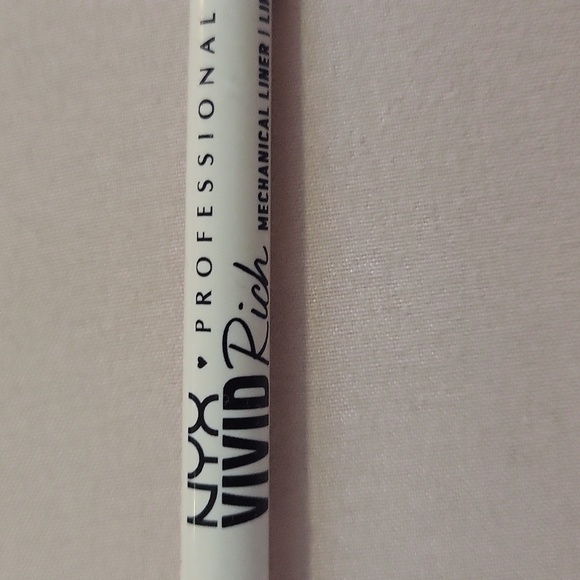 NYX PROFESSIONAL
VIVID Rich MECHANICAL LINER |